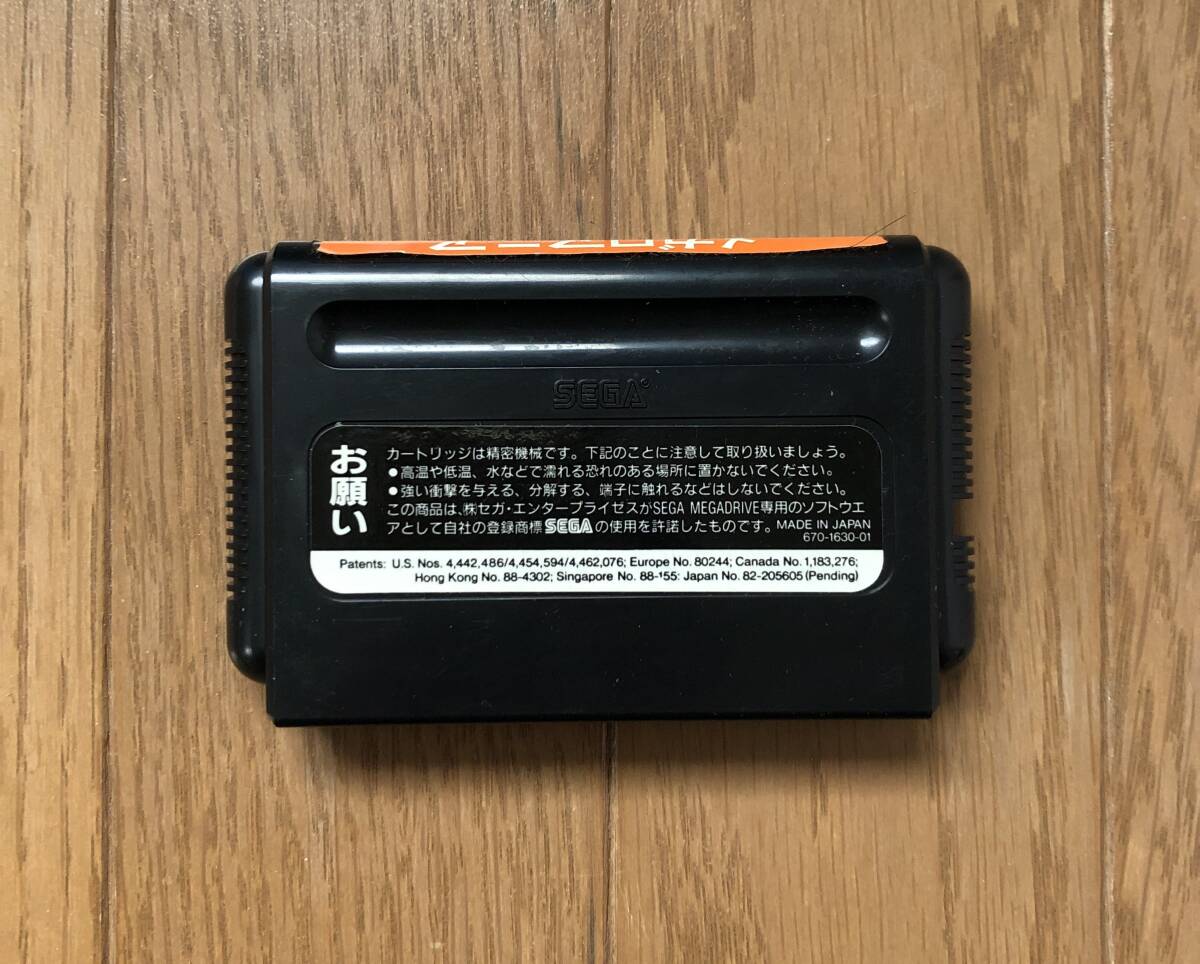 メガロマニア
SEGA
お願い
カートリッジは精密機械です。下記のことに注意して取り扱いましょう。
●高温や低温、水などで濡れる恐れのある場所に置かないでください。
●強い衝撃を与える、分解する、端子に触れるなどはしないでください。
この商品は、㈱セガ・エンタープライゼスがSEGA MEGADRIVE専用のソフトウエ
アとして自社の登録商標SEGAの使用を許諾したものです。MADE IN JAPAN
670-1630-01
Patents: U.S. Nos. 4,442,486/4,454,594/4,462,076; Europe No. 80244; Canada No. 1,183,276;
Hong Kong No. 88-4302; Singapore No. 88-155: Japan No. 82-205605 (Pending)